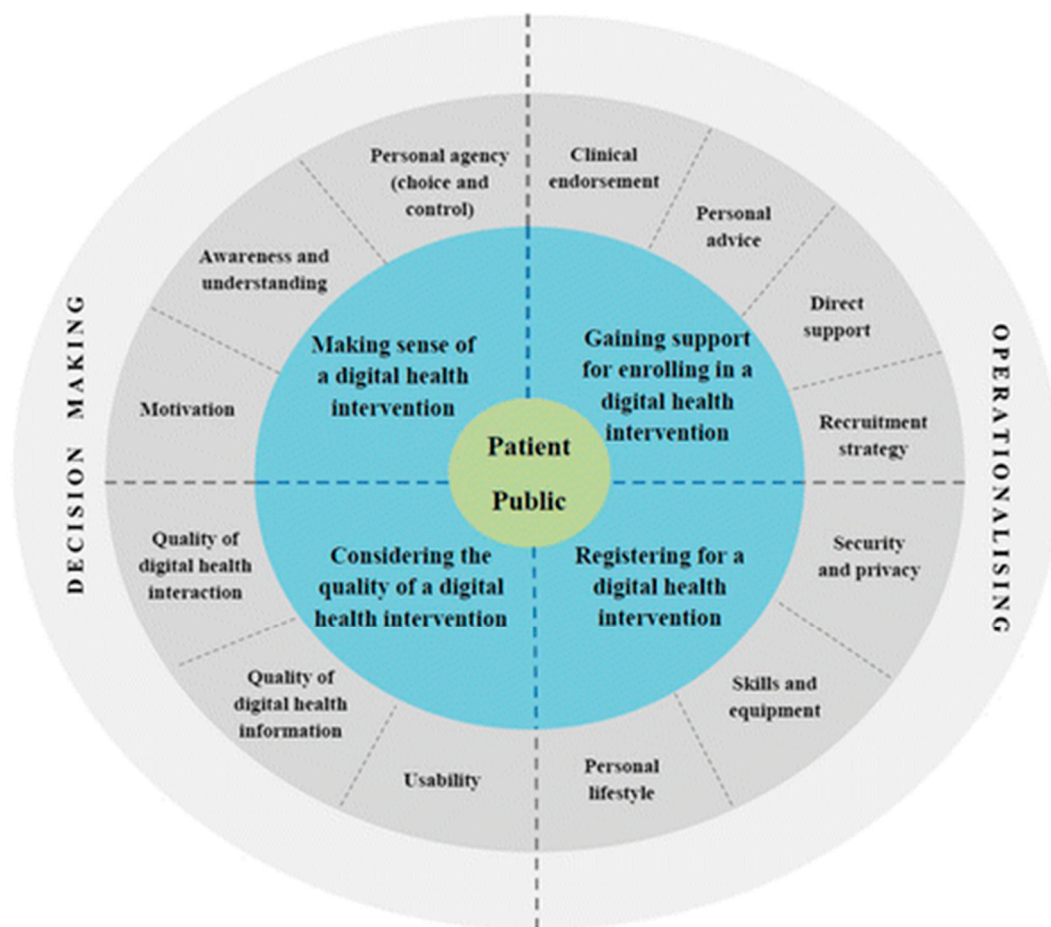 Personal agency
(choice and
control)
Clinical
endorsement
Personal
advice
Awareness and
understanding
Direct
support
Motivation
Recruitment
strategy
DECISION MAKING
OPERATIONALISING
Making sense of
a digital health
intervention
Gaining support
for enrolling in a
digital health
intervention
Patient
Public
Considering the
quality of a digital
health intervention
Registering for a
digital health
intervention
Quality of
digital health
interaction
Security
and privacy
Quality of
digital health
information
Skills and
equipment
Usability
Personal
lifestyle